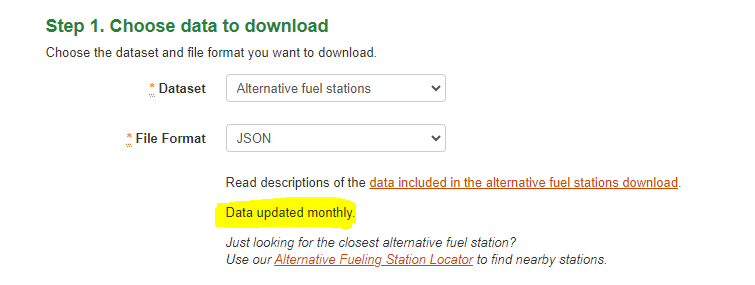 Step 1. Choose data to download
Choose the dataset and file format you want to download.
* Dataset
Alternative fuel stations
* File Format
JSON
Read descriptions of the data included in the alternative fuel stations download.
Data updated monthly.
Just looking for the closest alternative fuel station?
Use our Alternative Fueling Station Locator to find nearby stations.